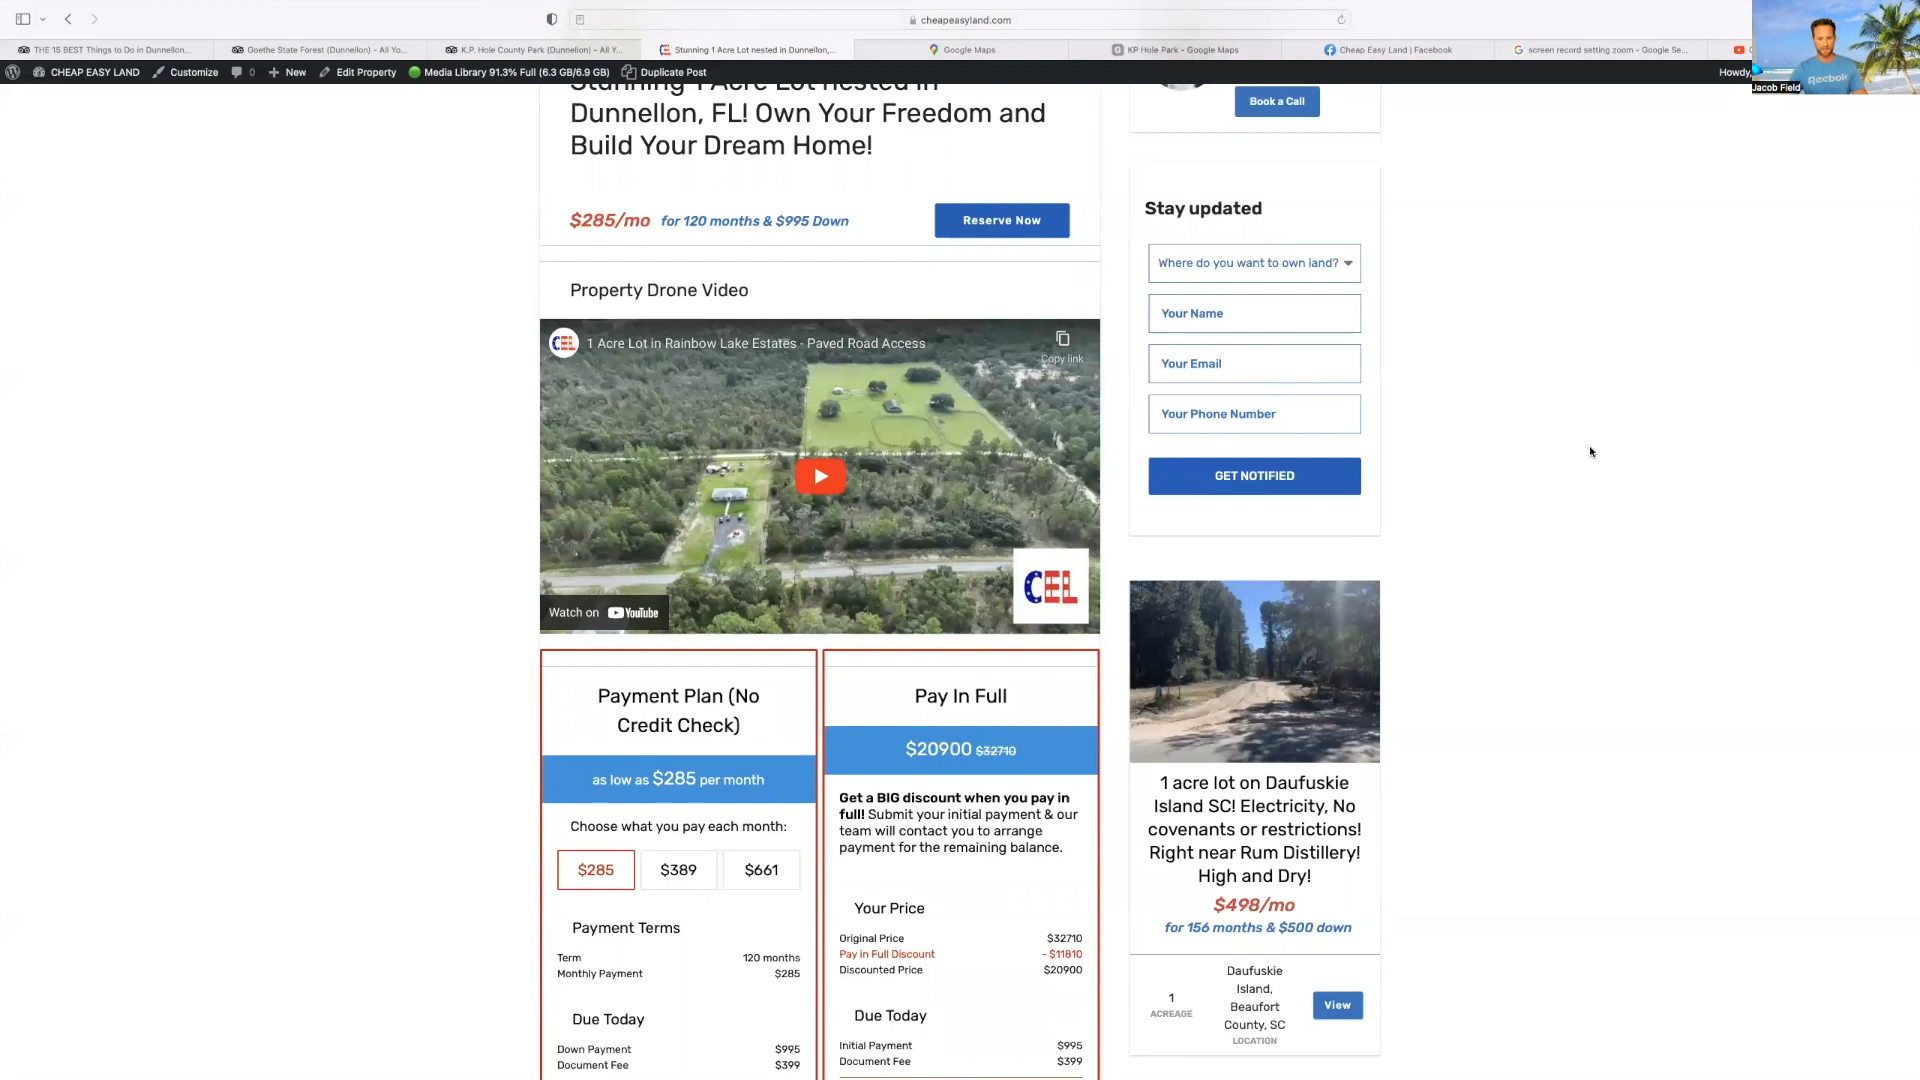 cheapeasyland.com
THE 15 BEST Things to Do in Dunnellon...
Goethe State Forest (Dunnellon) - All Yo...
K.P. Hole County Park (Dunnellon) - All Y...
CEL Stunning 1 Acre Lot nested in Dunnellon,...
Google Maps
G KP Hole Park - Google Maps
Cheap Easy Land | Facebook
G screen record setting zoom - Google Se...
CHEAP EASY LAND
Customize
0
New
Edit Property
Media Library 91.3% Full (6.3 GB/6.9 GB)
Duplicate Post
Howdy,
Reebok
Jacob Field
Stunning 1 Acre Lot nested in
Dunnellon, FL! Own Your Freedom and
Build Your Dream Home!
$285/mo for 120 months & $995 Down
Reserve Now
Property Drone Video
CEL
1 Acre Lot in Rainbow Lake Estates - Paved Road Access
Copy link
CEL
Watch on YouTube
Payment Plan (No
Credit Check)
as low as $285 per month
Choose what you pay each month:
$285
$389
$661
Payment Terms
Term 120 months
Monthly Payment $285
Due Today
Down Payment $995
Document Fee $399
Pay In Full
$20900 $32710
Get a BIG discount when you pay in
full! Submit your initial payment & our
team will contact you to arrange
payment for the remaining balance.
Your Price
Original Price $32710
Pay in Full Discount - $11810
Discounted Price $20900
Due Today
Initial Payment $995
Document Fee $399
Book a Call
Stay updated
Where do you want to own land?
Your Name
Your Email
Your Phone Number
GET NOTIFIED
1 acre lot on Daufuskie
Island SC! Electricity, No
covenants or restrictions!
Right near Rum Distillery!
High and Dry!
$498/mo
for 156 months & $500 down
1
ACREAGE
Daufuskie
Island,
Beaufort
County, SC
LOCATION
View